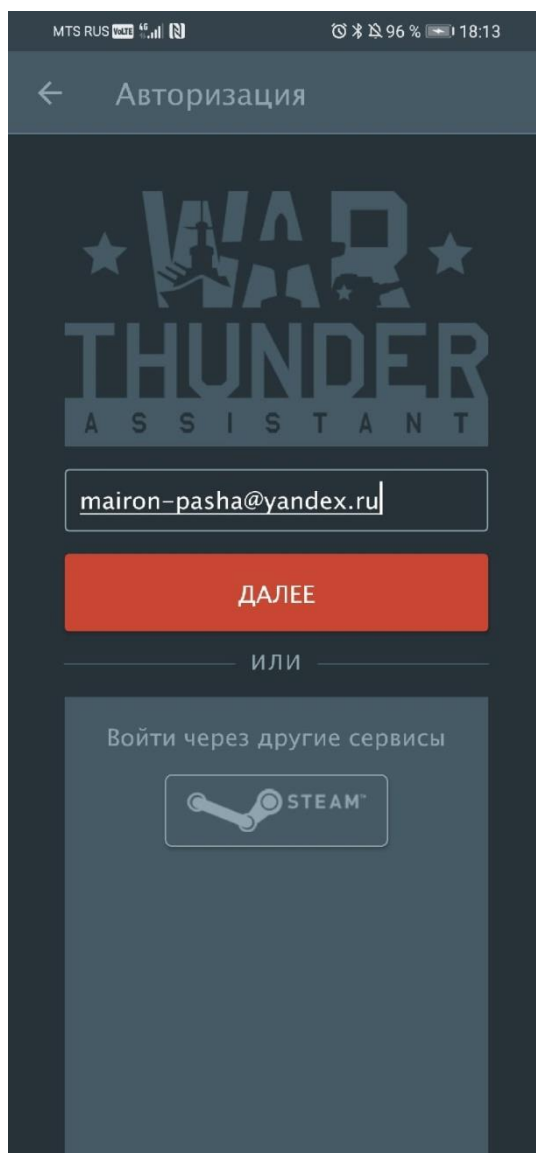 MTS RUS VoLTE 4G 96 % 18:13
Авторизация
WAR
THUNDER
ASSISTANT
mairon-pasha@yandex.ru
ДАЛЕЕ
ИЛИ
Войти через другие сервисы
STEAM™